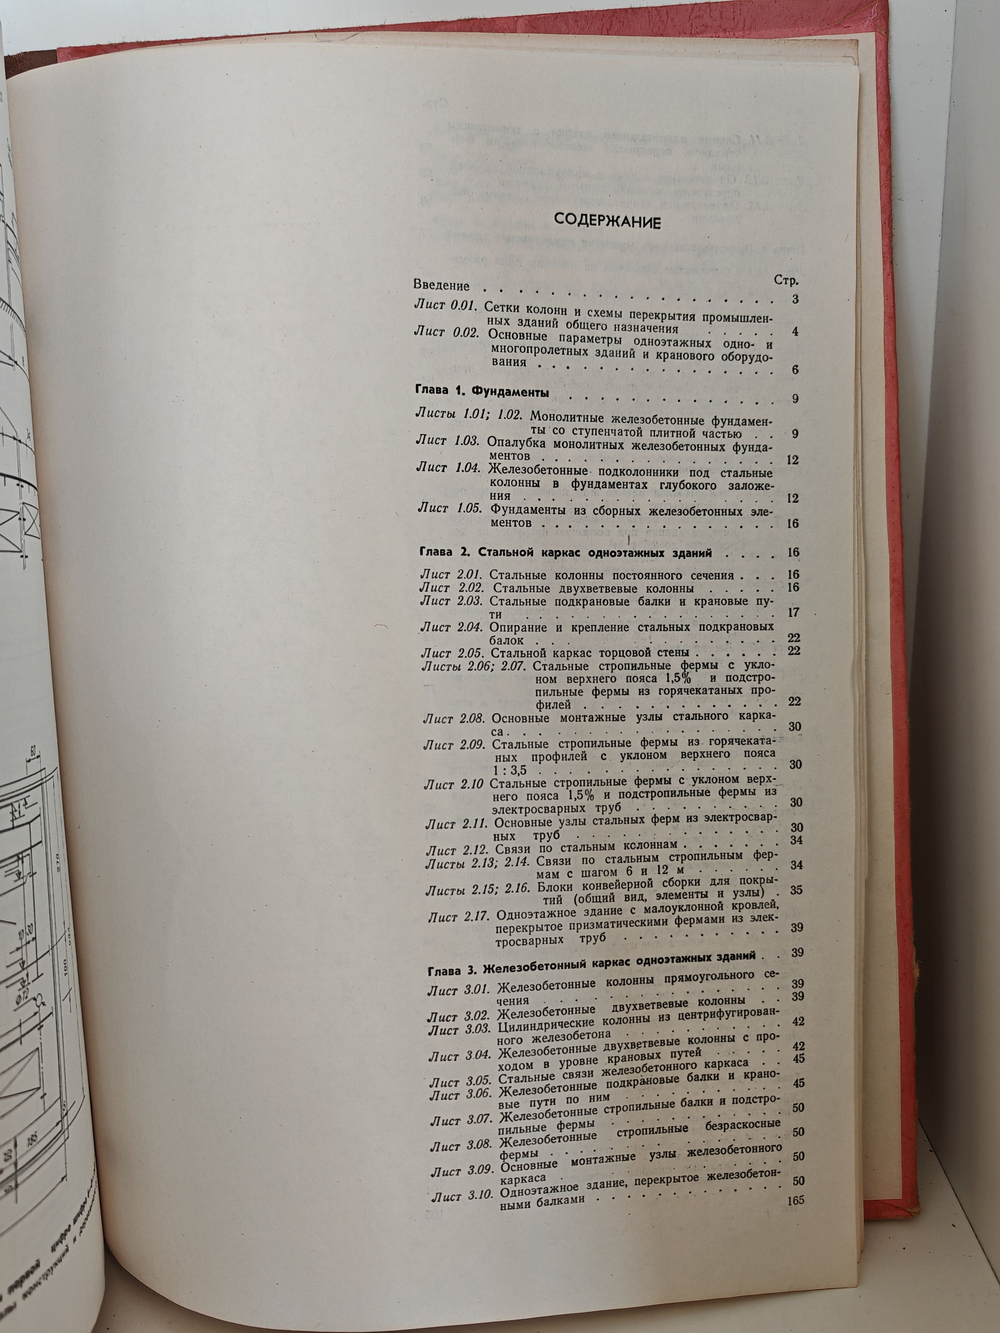 СОДЕРЖАНИЕ
Стр.
Введение . . . . . . . . . . . . . . . . . . . . 3
Лист 0.01. Сетки колонн и схемы перекрытия промышлен-
ных зданий общего назначения . . . . . 4
Лист 0.02. Основные параметры одноэтажных одно- и
многопролетных зданий и кранового оборудо-
вания . . . . . . . . . . . . . . . 6
Глава 1. Фундаменты . . . . . . . . . . . . . 9
Листы 1.01; 1.02. Монолитные железобетонные фундамен-
ты со ступенчатой плитной частью . . 9
Лист 1.03. Опалубка монолитных железобетонных фунда-
ментов . . . . . . . . . . . . . . . 12
Лист 1.04. Железобетонные подколонники под стальные
колонны в фундаментах глубокого заложе-
ния . . . . . . . . . . . . . . . . 12
Лист 1.05. Фундаменты из сборных железобетонных эле-
ментов . . . . . . . . . . . . . . . 16
Глава 2. Стальной каркас одноэтажных зданий . . . . 16
Лист 2.01. Стальные колонны постоянного сечения . . . 16
Лист 2.02. Стальные двухветвевые колонны . . . . . 16
Лист 2.03. Стальные подкрановые балки и крановые пу-
ти . . . . . . . . . . . . . . . . 17
Лист 2.04. Опирание и крепление стальных подкрановых
балок . . . . . . . . . . . . . . . 22
Лист 2.05. Стальной каркас торцовой стены . . . . . . 22
Листы 2.06; 2.07. Стальные стропильные фермы с укло-
ном верхнего пояса 1,5% и подстро-
пильные фермы из горячекатаных про-
филей . . . . . . . . . . . . 22
Лист 2.08. Основные монтажные узлы стального карка-
са . . . . . . . . . . . . . . . . . 30
Лист 2.09. Стальные стропильные фермы из горячеката-
ных профилей с уклоном верхнего пояса
1 : 3,5 . . . . . . . . . . . . . . . 30
Лист 2.10 Стальные стропильные фермы с уклоном верх-
него пояса 1,5% и подстропильные фермы из
электросварных труб . . . . . . . . . 30
Лист 2.11. Основные узлы стальных ферм из электросвар-
ных труб . . . . . . . . . . . . . 30
Лист 2.12. Связи по стальным колоннам . . . . . . . 34
Листы 2.13; 2.14. Связи по стальным стропильным фер-
мам с шагом 6 и 12 м . . . . . . 34
Листы 2.15; 2.16. Блоки конвейерной сборки для покры-
тий (общий вид, элементы и узлы) . 35
Лист 2.17. Одноэтажное здание с малоуклонной кровлей,
перекрытое призматическими фермами из элек-
тросварных труб . . . . . . . . . . 39
Глава 3. Железобетонный каркас одноэтажных зданий . . 39
Лист 3.01. Железобетонные колонны прямоугольного се-
чения . . . . . . . . . . . . . . . 39
Лист 3.02. Железобетонные двухветвевые колонны . . 39
Лист 3.03. Цилиндрические колонны из центрифугирован-
ного железобетона . . . . . . . . . . 42
Лист 3.04. Железобетонные двухветвевые колонны с про-
ходом в уровне крановых путей . . . . . 42
Лист 3.05. Стальные связи железобетонного каркаса . . 45
Лист 3.06. Железобетонные подкрановые балки и крано-
вые пути по ним . . . . . . . . . . 45
Лист 3.07. Железобетонные стропильные балки и подстро-
пильные фермы . . . . . . . . . . . 50
Лист 3.08. Железобетонные стропильные безраскосные
фермы . . . . . . . . . . . . . . 50
Лист 3.09. Основные монтажные узлы железобетонного
каркаса . . . . . . . . . . . . . . 50
Лист 3.10. Одноэтажное здание, перекрытое железобетон-
ными балками . . . . . . . . . . . 50
165